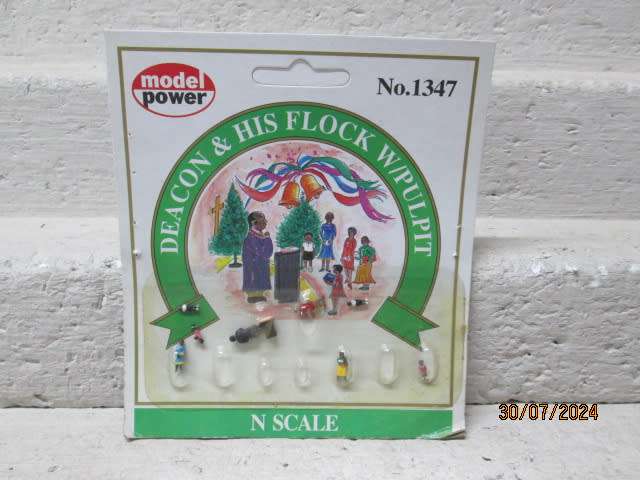 model
power
No.1347
DEACON & HIS FLOCK W/PULPIT
N SCALE
30/07/2024